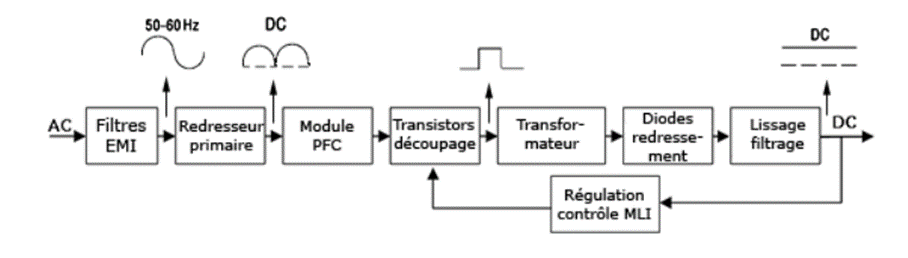 50-60 Hz
DC
DC
AC
Filtres
EMI
Redresseur
primaire
Module
PFC
Transistors
découpage
Transfor-
mateur
Diodes
redresse-
ment
Lissage
filtrage
DC
Régulation
contrôle MLI